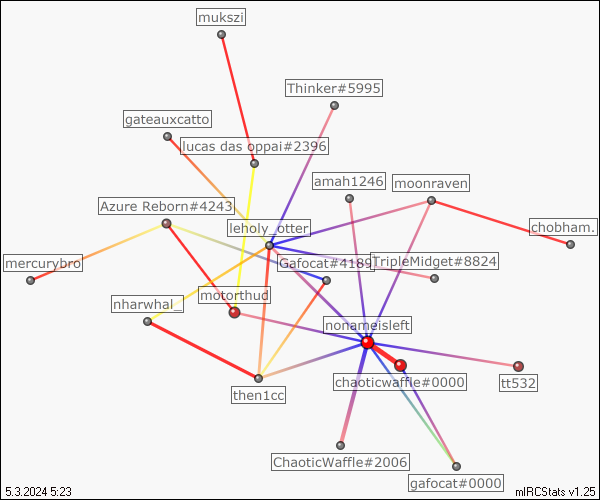 mukszi
Thinker#5995
gateauxcatto
lucas das oppai#2396
amah1246
moonraven
Azure Reborn#4243
leholy_otter
chobham.
mercurybro
Gafocat#4189
TripleMidget#8824
nharwhal_
motorthud
nonameisleft
then1cc
chaoticwaffle#0000
tt532
ChaoticWaffle#2006
gafocat#0000
5.3.2024 5:23
mIRCStats v1.25